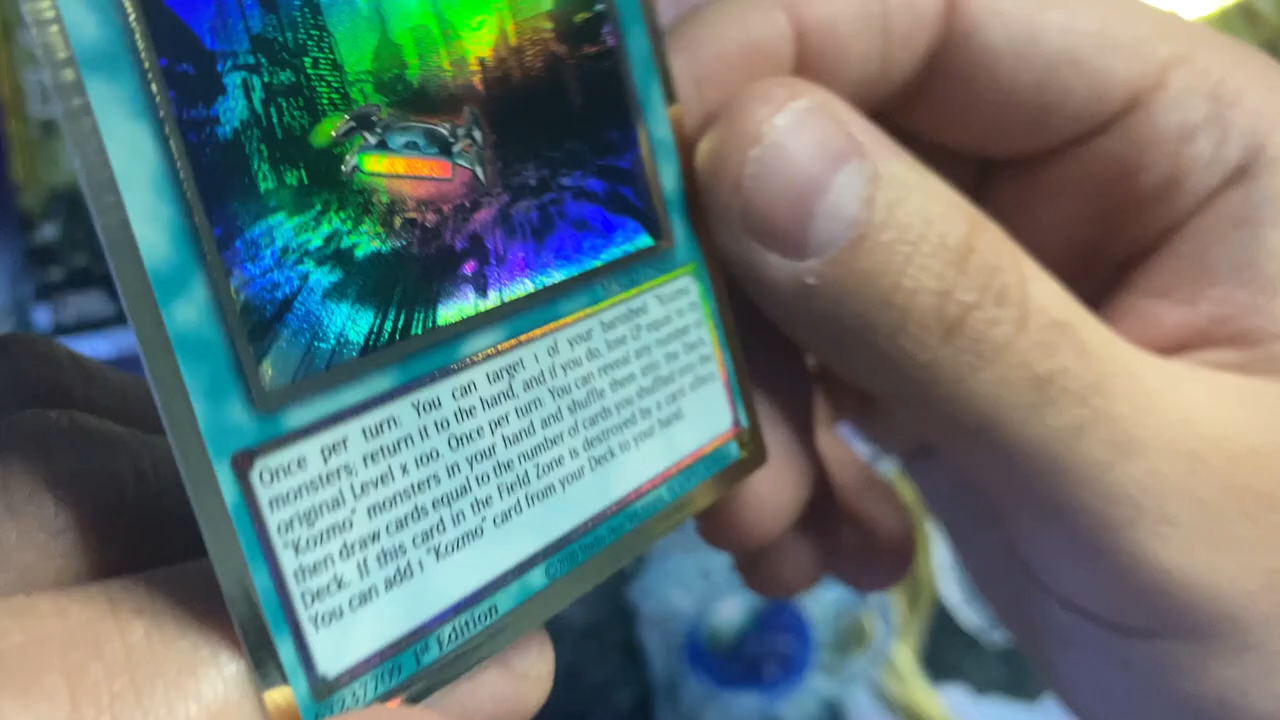 Once per turn: You can target 1 of your banished "Kozmo"
monsters; return it to the hand, and if you do, lose LP equal to its
original Level x 100. Once per turn: You can reveal any number of
"Kozmo" monsters in your hand and shuffle them into the Deck,
then draw cards equal to the number of cards you shuffled into the
Deck. If this card in the Field Zone is destroyed by a card effect:
You can add 1 "Kozmo" card from your Deck to your hand.
1st Edition